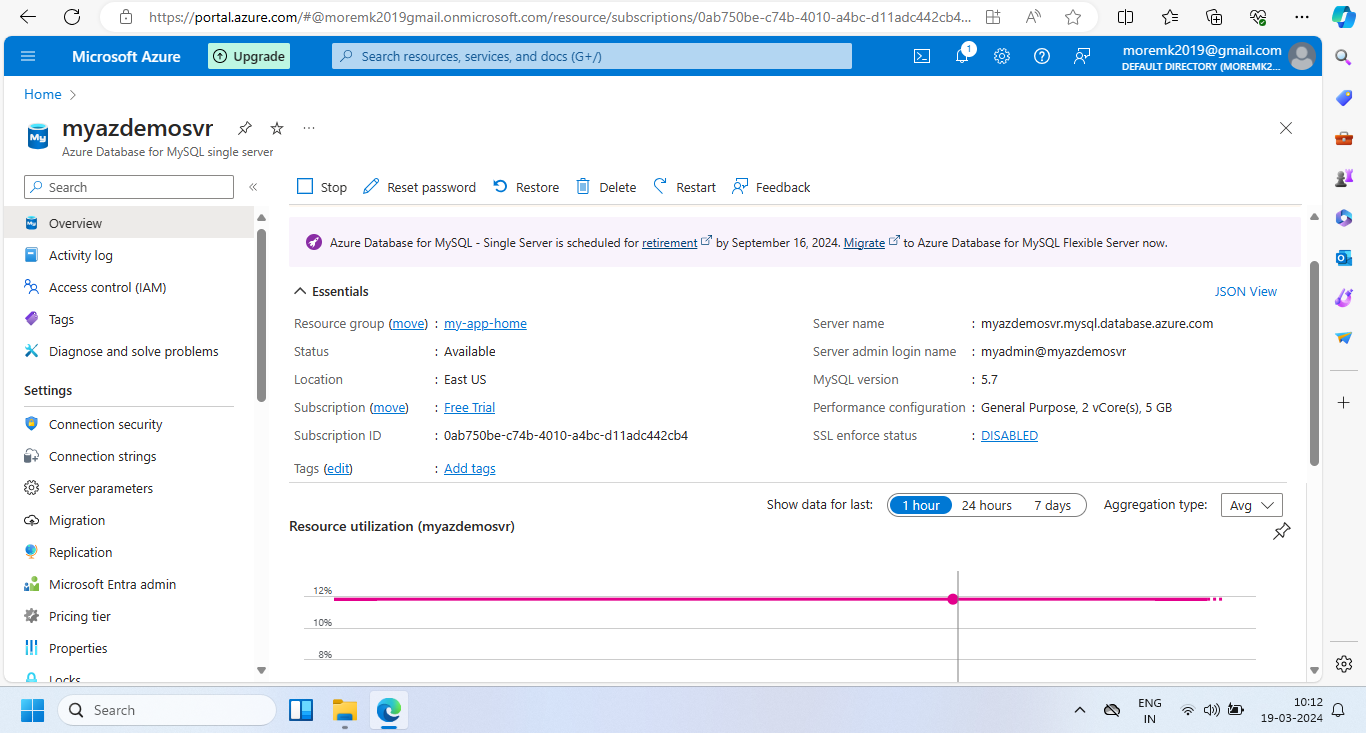 https://portal.azure.com/#@moremk2019gmail.onmicrosoft.com/resource/subscriptions/0ab750be-c74b-4010-a4bc-d11adc442cb4...
Microsoft Azure
Upgrade
Search resources, services, and docs (G+/)
1
moremk2019@gmail.com
DEFAULT DIRECTORY (MOREMK2...
Home
My
myazdemosvr
Azure Database for MySQL single server
Search
Stop
Reset password
Restore
Delete
Restart
Feedback
Overview
Activity log
Access control (IAM)
Tags
Diagnose and solve problems
Settings
Connection security
Connection strings
Server parameters
Migration
Replication
Microsoft Entra admin
Pricing tier
Properties
Locks
Azure Database for MySQL - Single Server is scheduled for retirement by September 16, 2024. Migrate to Azure Database for MySQL Flexible Server now.
Essentials
JSON View
Resource group (move) : my-app-home
Status : Available
Location : East US
Subscription (move) : Free Trial
Subscription ID : 0ab750be-c74b-4010-a4bc-d11adc442cb4
Tags (edit) : Add tags
Server name : myazdemosvr.mysql.database.azure.com
Server admin login name : myadmin@myazdemosvr
MySQL version : 5.7
Performance configuration : General Purpose, 2 vCore(s), 5 GB
SSL enforce status : DISABLED
Show data for last: 1 hour 24 hours 7 days Aggregation type: Avg
Resource utilization (myazdemosvr)
12%
10%
8%
Search
ENG
IN
10:12
19-03-2024